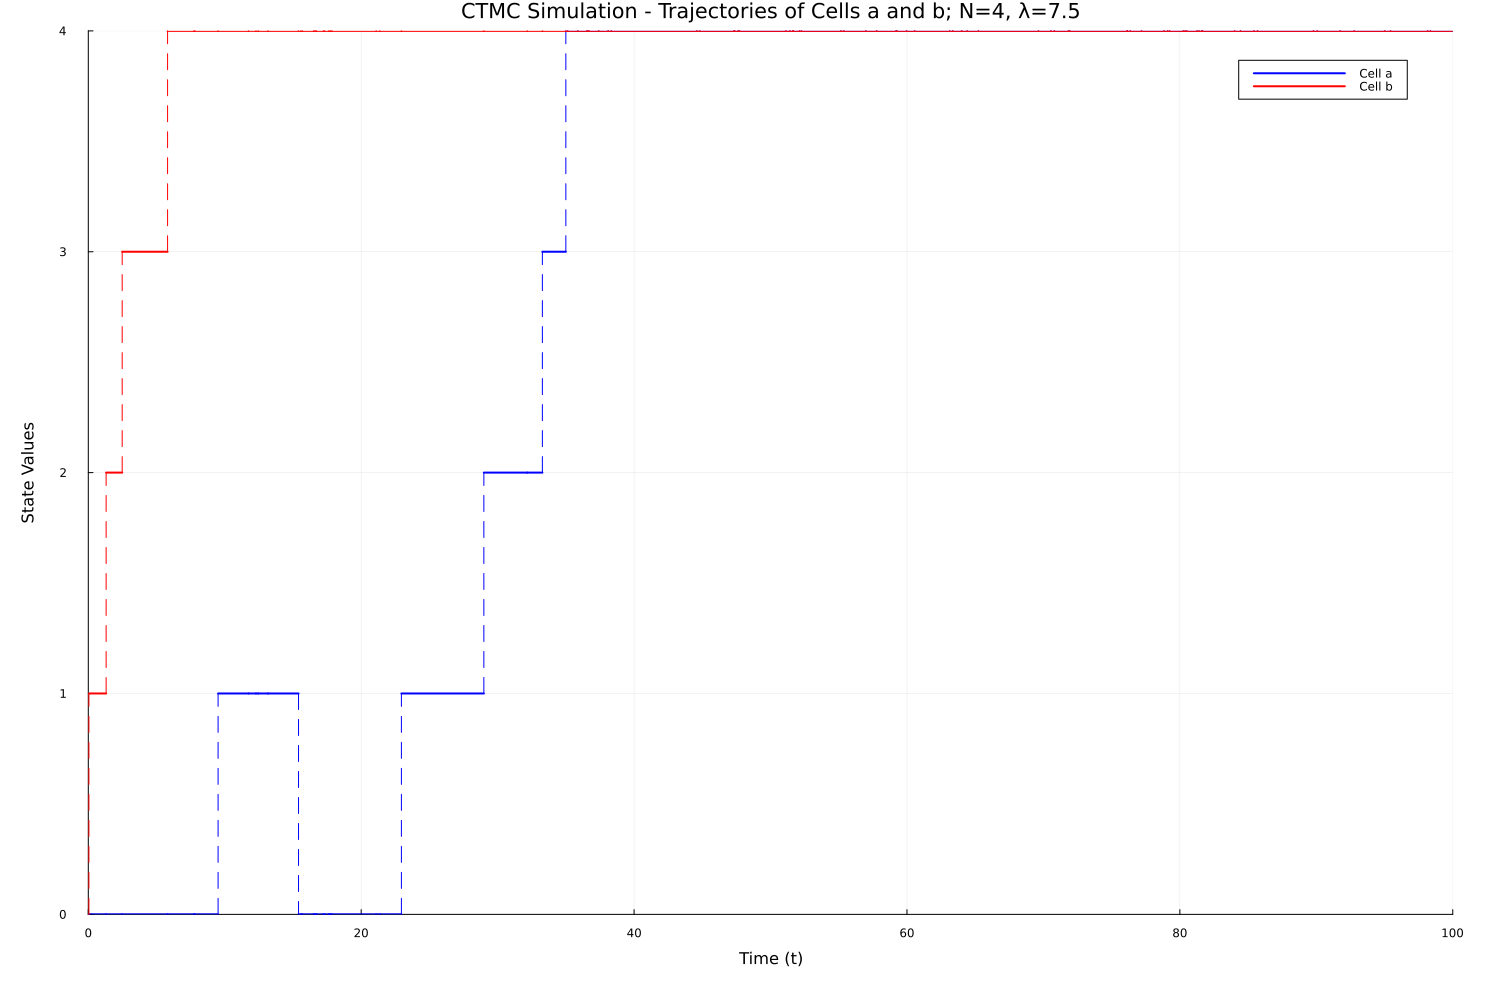 CTMC Simulation - Trajectories of Cells a and b; N=4, λ=7.5
4
Cell a
Cell b
3
State Values
2
1
0
0 20 40 60 80 100
Time (t)